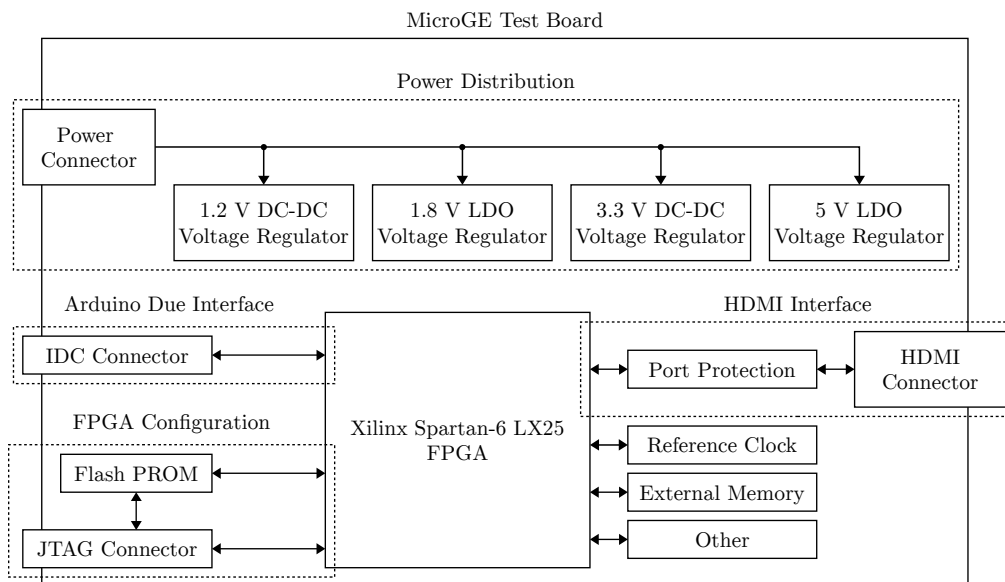 MicroGE Test Board
Power Distribution
Power
Connector
1.2 V DC-DC
Voltage Regulator
1.8 V LDO
Voltage Regulator
3.3 V DC-DC
Voltage Regulator
5 V LDO
Voltage Regulator
Arduino Due Interface
IDC Connector
HDMI Interface
Port Protection
HDMI
Connector
FPGA Configuration
Flash PROM
JTAG Connector
Xilinx Spartan-6 LX25
FPGA
Reference Clock
External Memory
Other